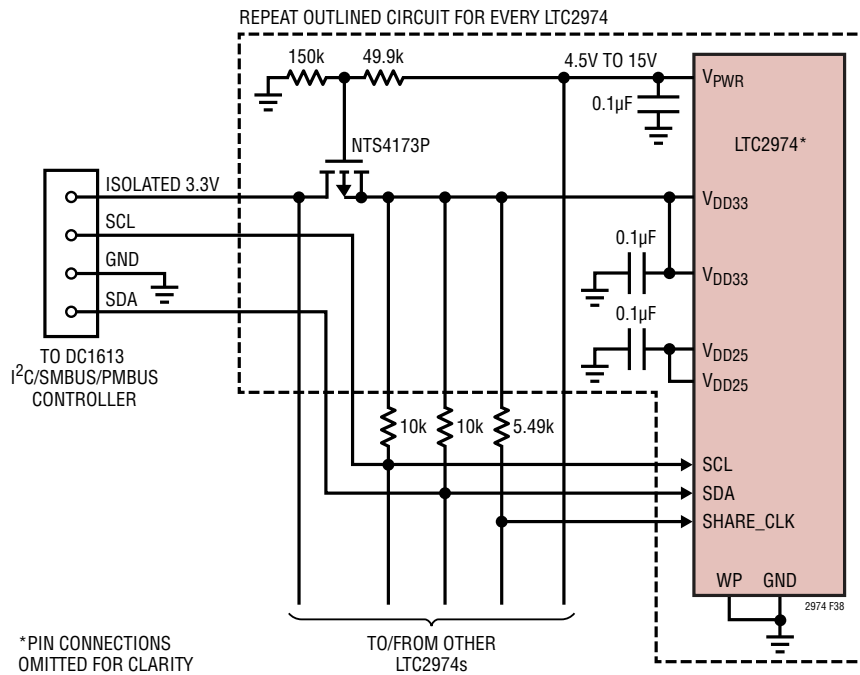 REPEAT OUTLINED CIRCUIT FOR EVERY LTC2974
150k
49.9k
4.5V TO 15V
0.1µF
VPWR
LTC2974*
NTS4173P
ISOLATED 3.3V
SCL
GND
SDA
TO DC1613
I²C/SMBUS/PMBUS
CONTROLLER
VDD33
0.1µF
VDD33
0.1µF
VDD25
VDD25
10k
10k
5.49k
SCL
SDA
SHARE_CLK
WP
GND
2974 F38
*PIN CONNECTIONS
OMITTED FOR CLARITY
TO/FROM OTHER
LTC2974s